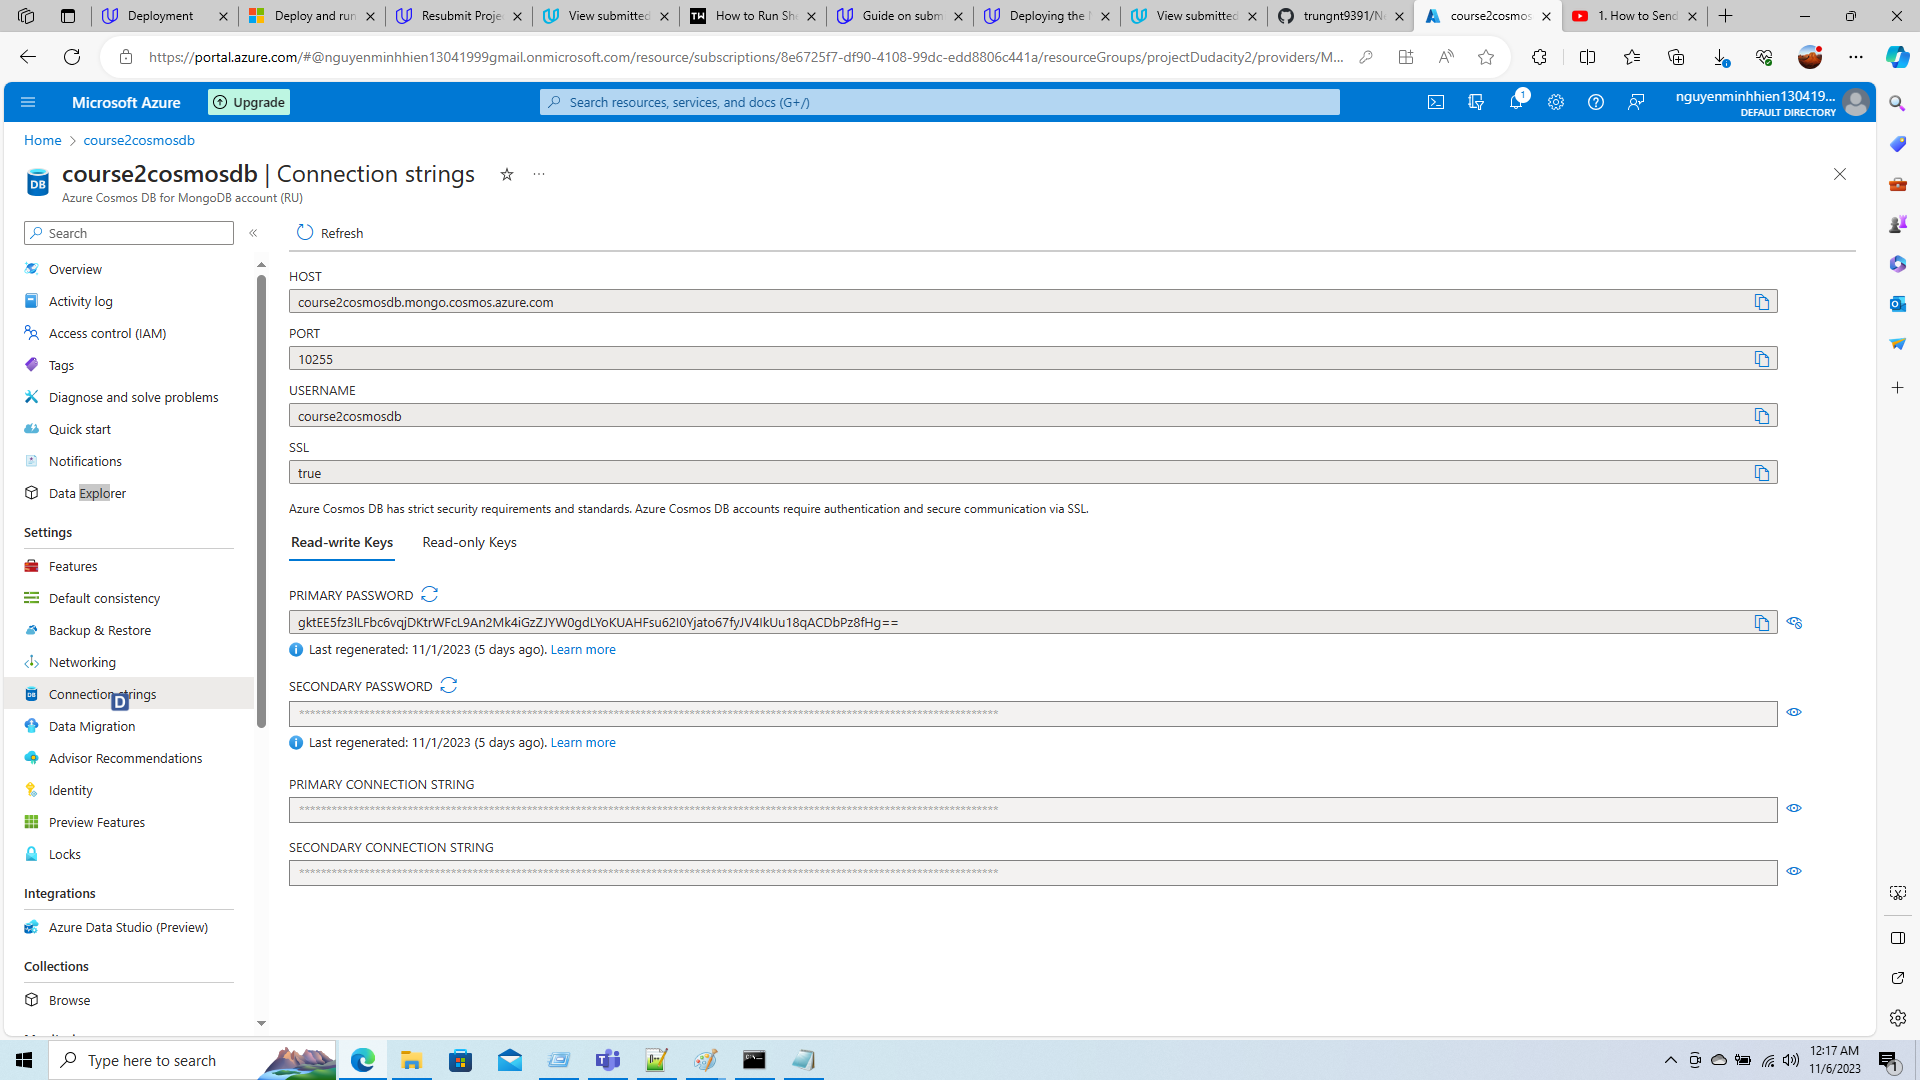 Deployment
Deploy and run
Resubmit Proje
View submitted
How to Run She
Guide on subm
Deploying the
View submitted
trungnt9391/Ne
course2cosmos
1. How to Send
https://portal.azure.com/#@nguyenminhhien13041999gmail.onmicrosoft.com/resource/subscriptions/8e6725f7-df90-4108-99dc-edd8806c441a/resourceGroups/projectDudacity2/providers/M...
Microsoft Azure
Upgrade
Search resources, services, and docs (G+/)
1
nguyenminhhien130419...
DEFAULT DIRECTORY
Home > course2cosmosdb
course2cosmosdb | Connection strings
Azure Cosmos DB for MongoDB account (RU)
Search
Refresh
Overview
Activity log
Access control (IAM)
Tags
Diagnose and solve problems
Quick start
Notifications
Data Explorer
Settings
Features
Default consistency
Backup & Restore
Networking
Connection strings
Data Migration
Advisor Recommendations
Identity
Preview Features
Locks
Integrations
Azure Data Studio (Preview)
Collections
Browse
HOST
course2cosmosdb.mongo.cosmos.azure.com
PORT
10255
USERNAME
course2cosmosdb
SSL
true
Azure Cosmos DB has strict security requirements and standards. Azure Cosmos DB accounts require authentication and secure communication via SSL.
Read-write Keys
Read-only Keys
PRIMARY PASSWORD
Last regenerated: 11/1/2023 (5 days ago). Learn more
SECONDARY PASSWORD
Last regenerated: 11/1/2023 (5 days ago). Learn more
PRIMARY CONNECTION STRING
SECONDARY CONNECTION STRING
Type here to search
12:17 AM
11/6/2023
1